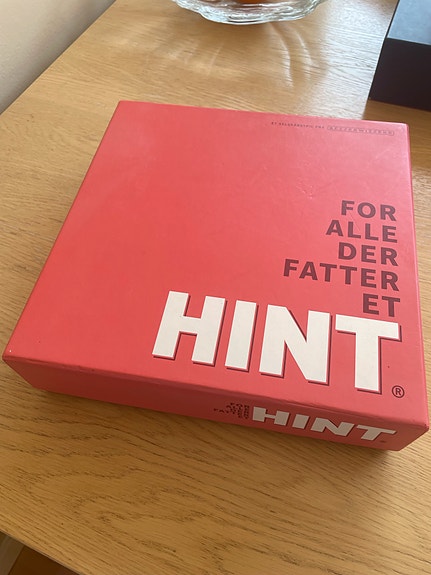 FOR
ALLE
DER
FATTER
ET
HINT®
HINT